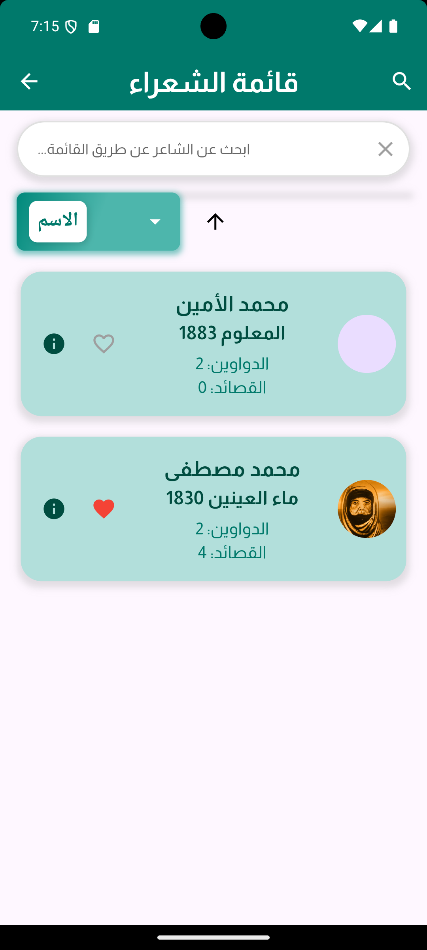 7:15
قائمة الشعراء
ابحث عن الشاعر عن طريق القائمة...
الاسم
محمد الأمين
المعلوم 1883
الدواوين: 2
القصائد: 0
محمد مصطفى
ماء العينين 1830
الدواوين: 2
القصائد: 4